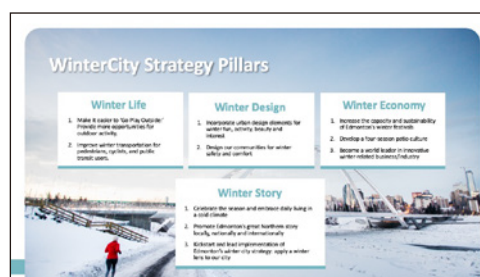 WinterCity Strategy Pillars
Winter Life
1. Make it easier to 'Go Play Outside'
Provide more opportunities for
outdoor activity.
2. Improve winter transportation for
pedestrians, cyclists, and public
transit users.
Winter Design
1. Incorporate urban design elements for
winter fun, activity, beauty and
interest
2. Design our communities for winter
safety and comfort.
Winter Economy
1. Increase the capacity and sustainability
of Edmonton's winter festivals
2. Develop a four season patio culture
3. Become a world leader in innovative
winter related business/industry
Winter Story
1. Celebrate the season and embrace daily living in
a cold climate
2. Promote Edmonton's great Northern story
locally, nationally and internationally
3. Kickstart and lead implementation of
Edmonton's winter city strategy: apply a winter
lens to our city